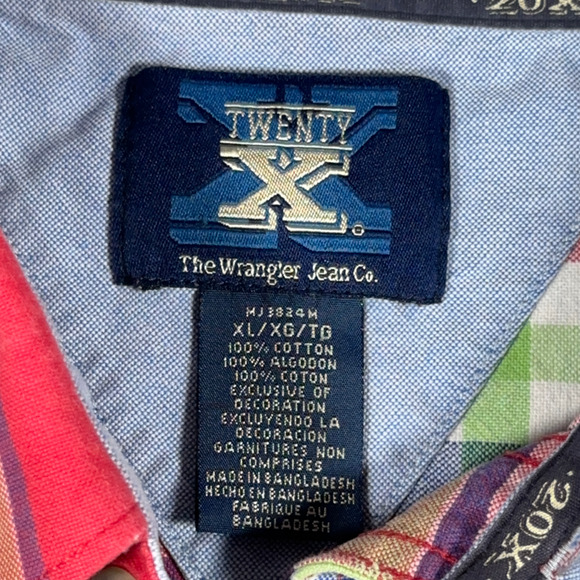 20X
TWENTY
X
®
The Wrangler Jean Co.
MJ3824M
XL/XG/TG
100% COTTON
100% ALGODON
100% COTON
EXCLUSIVE OF
DECORATION
EXCLUYENDO LA
DECORACION
GARNITURES NON
COMPRISES
MADE IN BANGLADESH
HECHO EN BANGLADESH
FABRIQUE AU
BANGLADESH
20X